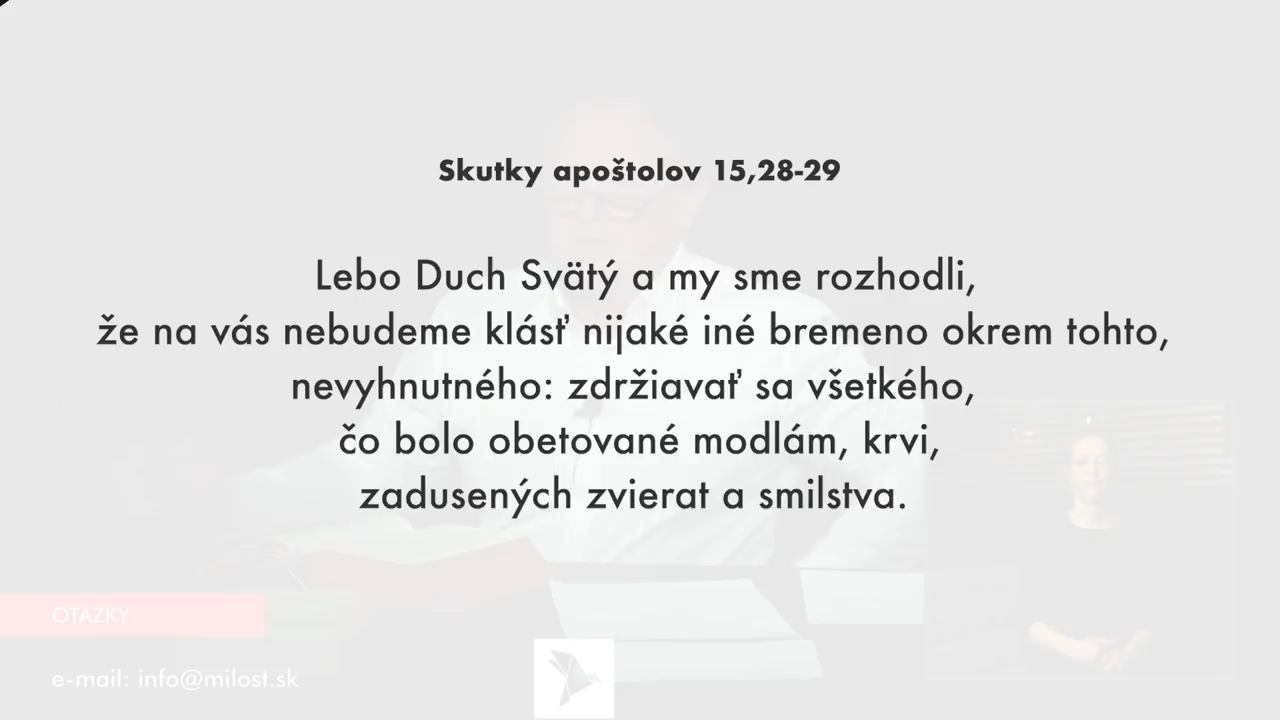 Skutky apoštolov 15,28-29
Lebo Duch Svätý a my sme rozhodli,
že na vás nebudeme klásť nijaké iné bremeno okrem tohto,
nevyhnutného: zdržiavať sa všetkého,
čo bolo obetované modlám, krvi,
zadusených zvierat a smilstva.
OTAZKY
e-mail: info@milost.sk